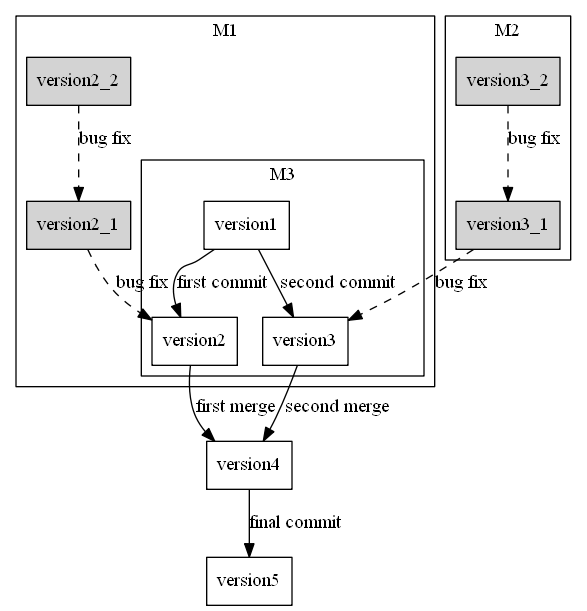 M1
M2
version2_2
version3_2
bug fix
bug fix
M3
version2_1
version1
version3_1
bug fix
first commit
second commit
bug fix
version2
version3
first merge
second merge
version4
final commit
version5